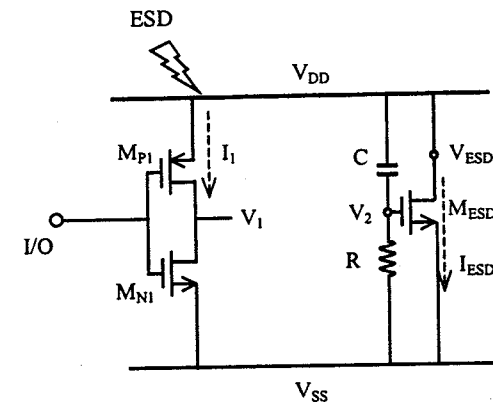 ESD
V_DD
M_P1
I_1
C
V_ESD
I/O
V_1
V_2
M_ESD
M_N1
R
I_ESD
V_SS